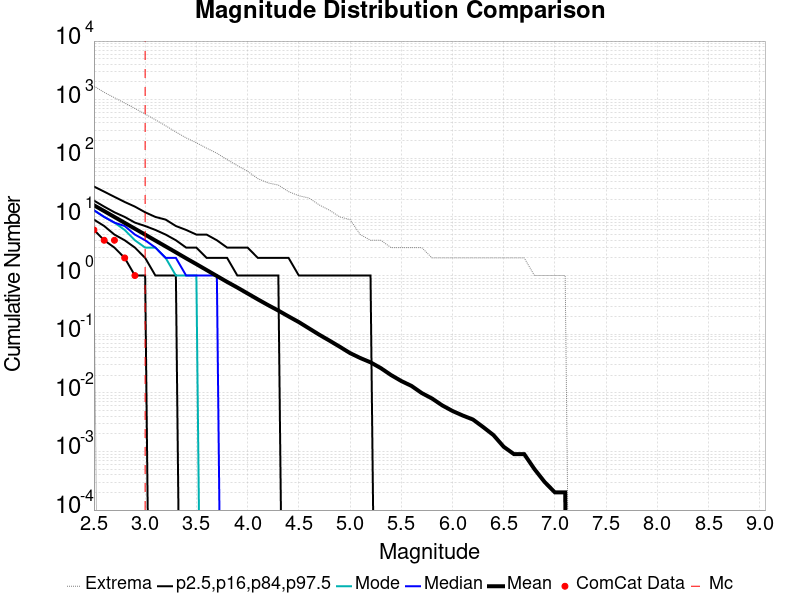 Magnitude Distribution Comparison
10^4
10^3
10^2
10^1
10^0
10^-1
10^-2
10^-3
10^-4
Cumulative Number
2.5 3.0 3.5 4.0 4.5 5.0 5.5 6.0 6.5 7.0 7.5 8.0 8.5 9.0
Magnitude
Extrema p2.5,p16,p84,p97.5 Mode Median Mean ComCat Data Mc